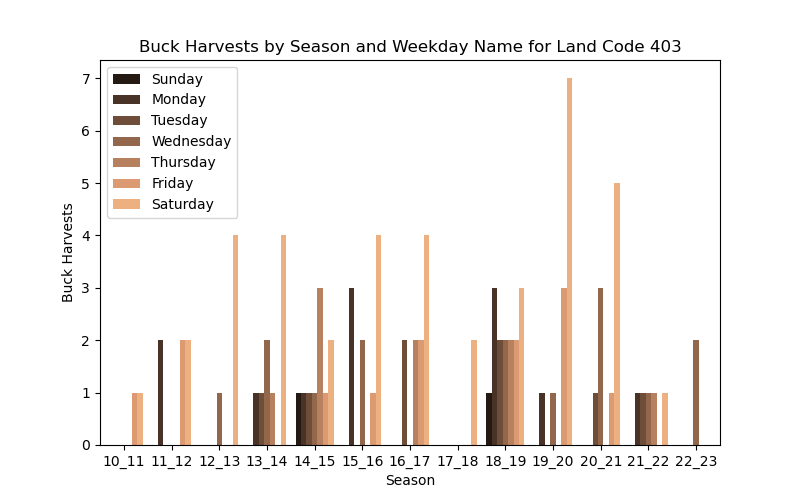 Buck Harvests by Season and Weekday Name for Land Code 403
Buck Harvests
7
6
5
4
3
2
1
0
Sunday
Monday
Tuesday
Wednesday
Thursday
Friday
Saturday
10_11 11_12 12_13 13_14 14_15 15_16 16_17 17_18 18_19 19_20 20_21 21_22 22_23
Season